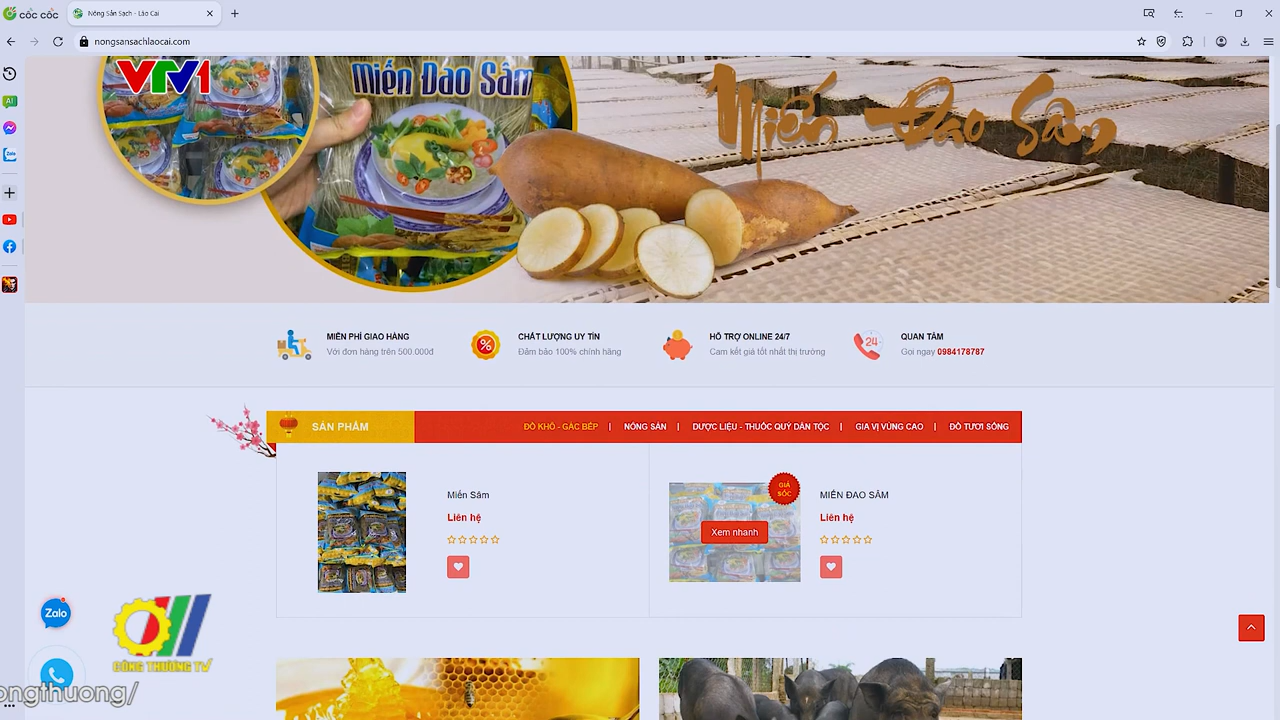 cốc cốc
Nông Sản Sạch - Lào Cai
nongsansachlaocai.com
AI
Zalo
VTV1
Miến Đao Sâm
Miến Đao Sâm
MIỄN PHÍ GIAO HÀNG
Với đơn hàng trên 500.000đ
CHẤT LƯỢNG UY TÍN
Đảm bảo 100% chính hãng
HỖ TRỢ ONLINE 24/7
Cam kết giá tốt nhất thị trường
24
QUAN TÂM
Gọi ngay 0984178787
SẢN PHẨM
ĐỒ KHÔ - GÁC BẾP
NÔNG SẢN
DƯỢC LIỆU - THUỐC QUÝ DÂN TỘC
GIA VỊ VÙNG CAO
ĐỒ TƯƠI SỐNG
Miến Sâm
Liên hệ
GIÁ
SỐC
Xem nhanh
MIẾN ĐAO SÂM
Liên hệ
Zalo
CÔNG THƯƠNG TV
ongthuong/